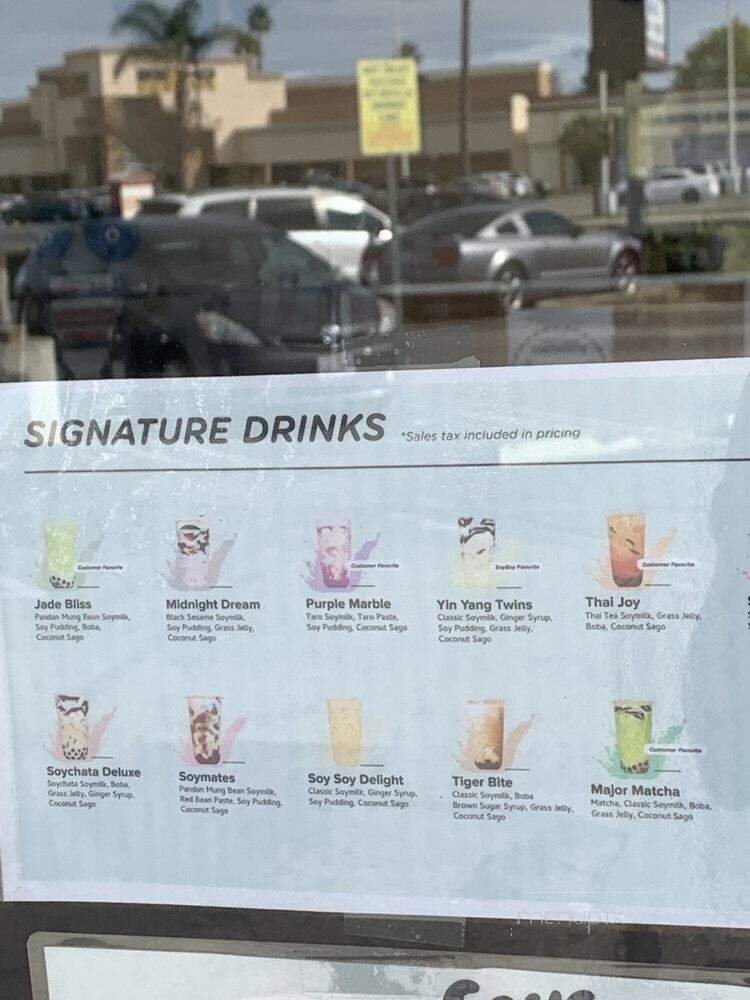 SIGNATURE DRINKS *Sales tax included in pricing
Customer Favorite
Customer Favorite
SoyBoy Favorite
Customer Favorite
Jade Bliss
Pandan Mung Bean Soymilk,
Soy Pudding, Boba,
Coconut Sago
Midnight Dream
Black Sesame Soymilk,
Soy Pudding, Grass Jelly,
Coconut Sago
Purple Marble
Taro Soymilk, Taro Paste,
Soy Pudding, Coconut Sago
Yin Yang Twins
Classic Soymilk, Ginger Syrup,
Soy Pudding, Grass Jelly,
Coconut Sago
Thai Joy
Thai Tea Soymilk, Grass Jelly,
Boba, Coconut Sago
Customer Favorite
Soychata Deluxe
Soychata Soymilk, Boba,
Grass Jelly, Ginger Syrup,
Coconut Sago
Soymates
Pandan Mung Bean Soymilk,
Red Bean Paste, Soy Pudding,
Coconut Sago
Soy Soy Delight
Classic Soymilk, Ginger Syrup,
Soy Pudding, Coconut Sago
Tiger Bite
Classic Soymilk, Boba
Brown Sugar Syrup, Grass Jelly,
Coconut Sago
Major Matcha
Matcha, Classic Soymilk, Boba,
Grass Jelly, Coconut Sago